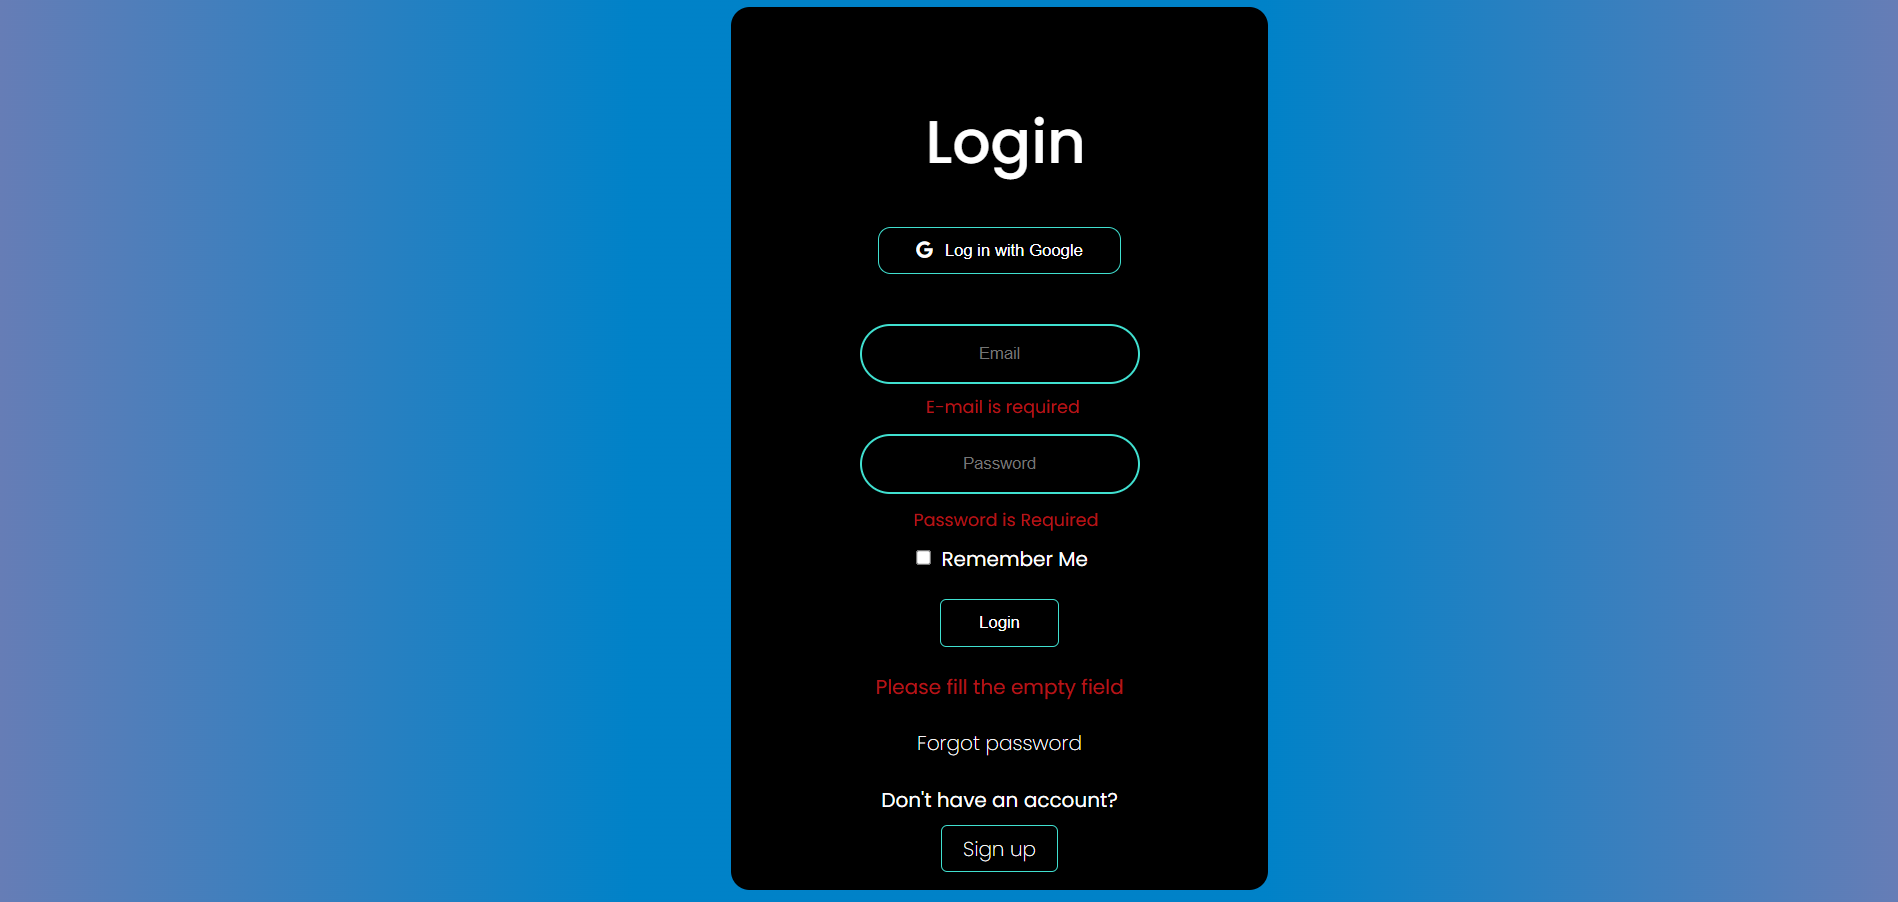 Login
Log in with Google
Email
E-mail is required
Password
Password is Required
Remember Me
Login
Please fill the empty field
Forgot password
Don't have an account?
Sign up